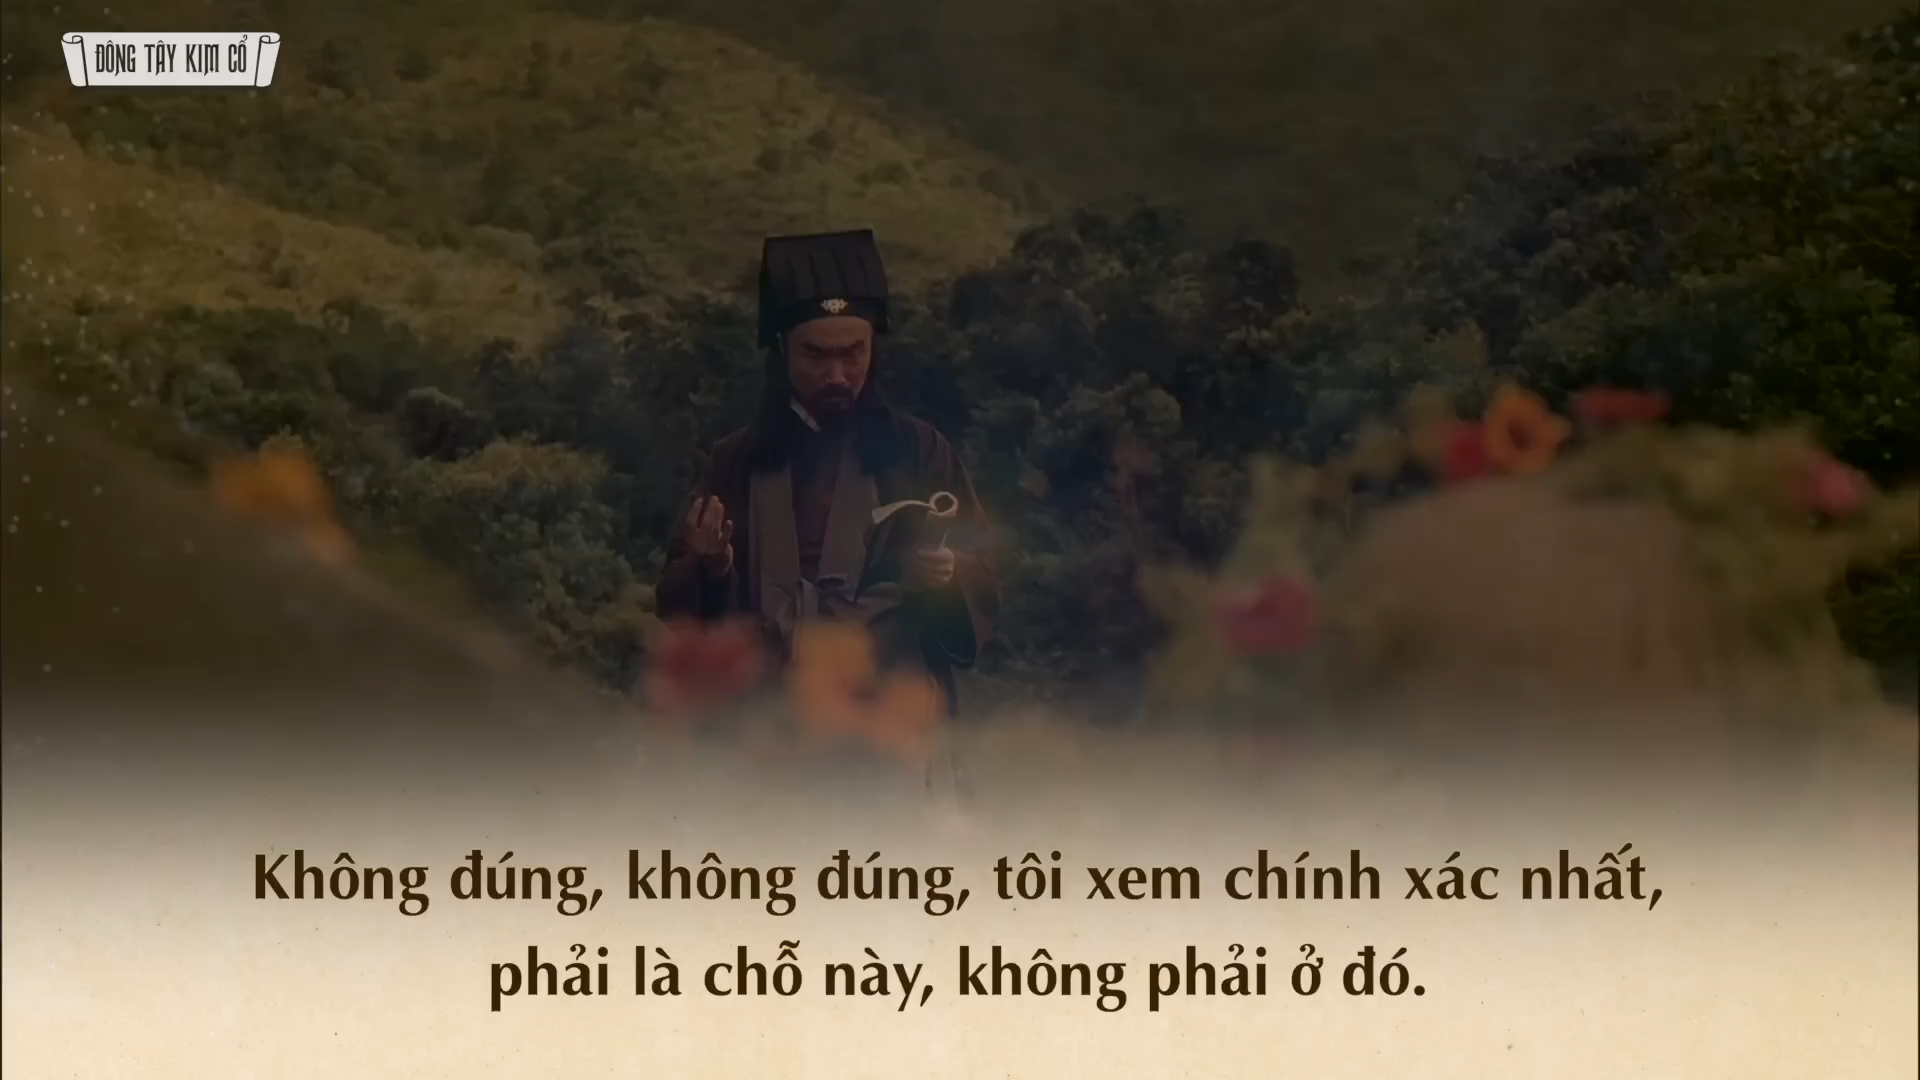 ĐÔNG TÂY KIM CỔ
Không đúng, không đúng, tôi xem chính xác nhất,
phải là chỗ này, không phải ở đó.